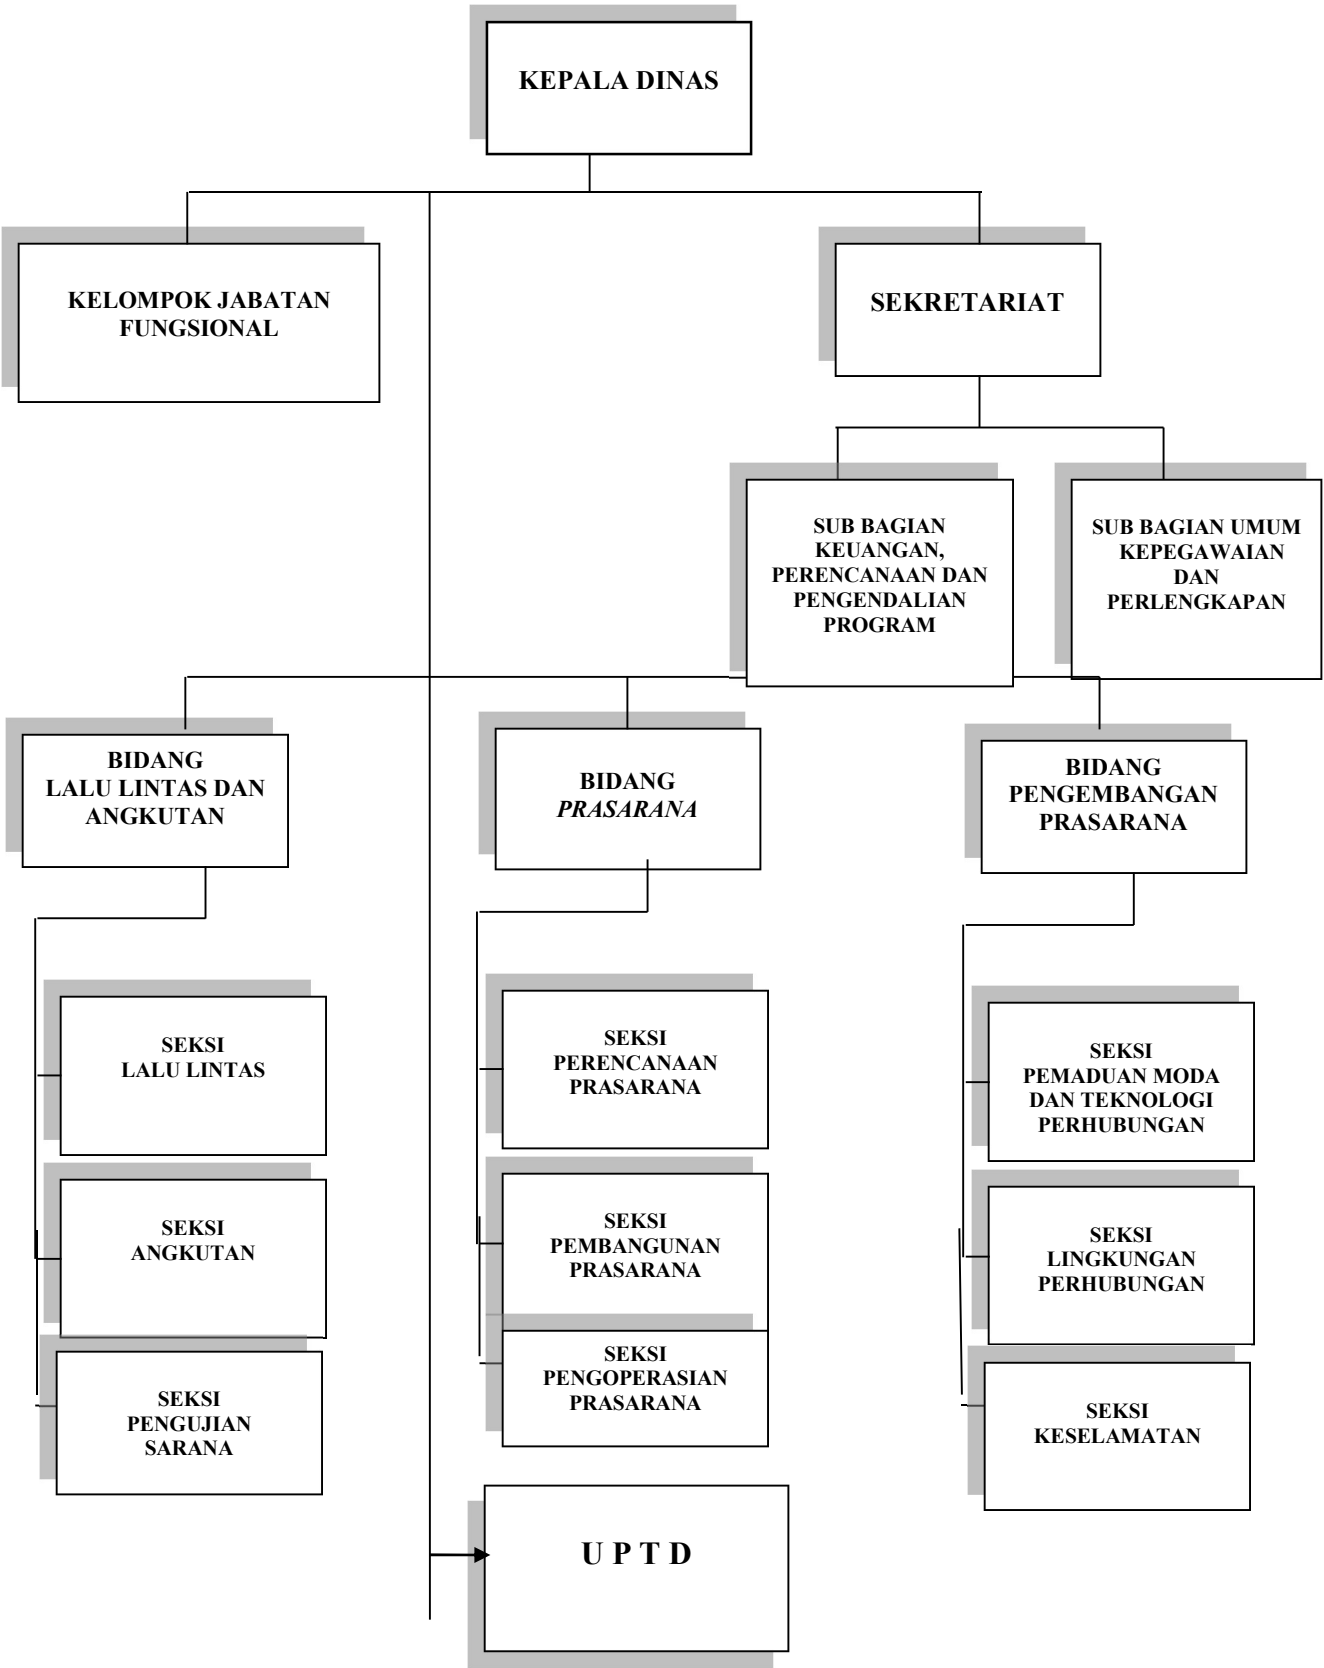 KEPALA DINAS
KELOMPOK JABATAN
FUNGSIONAL
SEKRETARIAT
SUB BAGIAN
KEUANGAN,
PERENCANAAN DAN
PENGENDALIAN
PROGRAM
SUB BAGIAN UMUM
KEPEGAWAIAN
DAN
PERLENGKAPAN
BIDANG
LALU LINTAS DAN
ANGKUTAN
BIDANG
PRASARANA
BIDANG
PENGEMBANGAN
PRASARANA
SEKSI
LALU LINTAS
SEKSI
PERENCANAAN
PRASARANA
SEKSI
PEMADUAN MODA
DAN TEKNOLOGI
PERHUBUNGAN
SEKSI
ANGKUTAN
SEKSI
PEMBANGUNAN
PRASARANA
SEKSI
LINGKUNGAN
PERHUBUNGAN
SEKSI
PENGUJIAN
SARANA
SEKSI
PENGOPERASIAN
PRASARANA
SEKSI
KESELAMATAN
U P T D